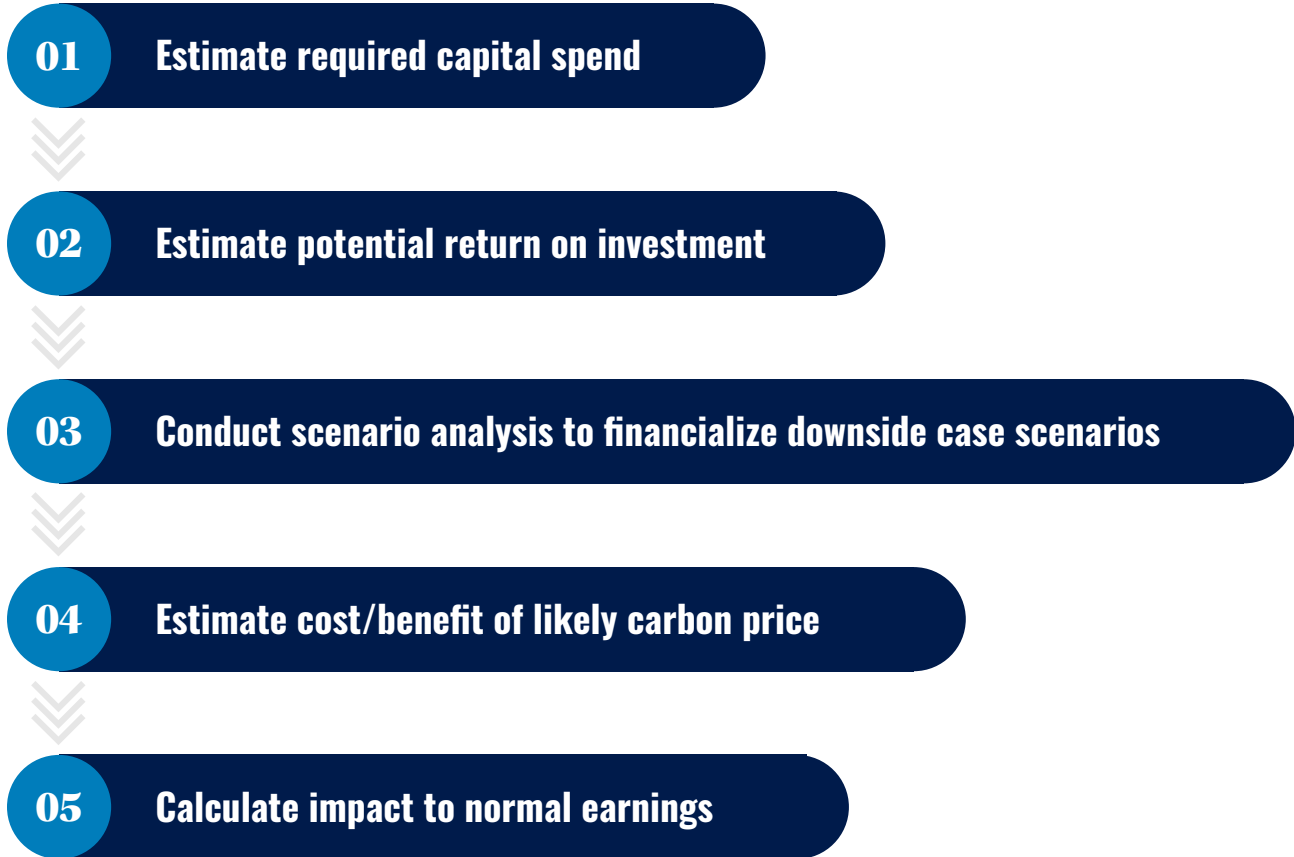 01 Estimate required capital spend
02 Estimate potential return on investment
03 Conduct scenario analysis to financialize downside case scenarios
04 Estimate cost/benefit of likely carbon price
05 Calculate impact to normal earnings